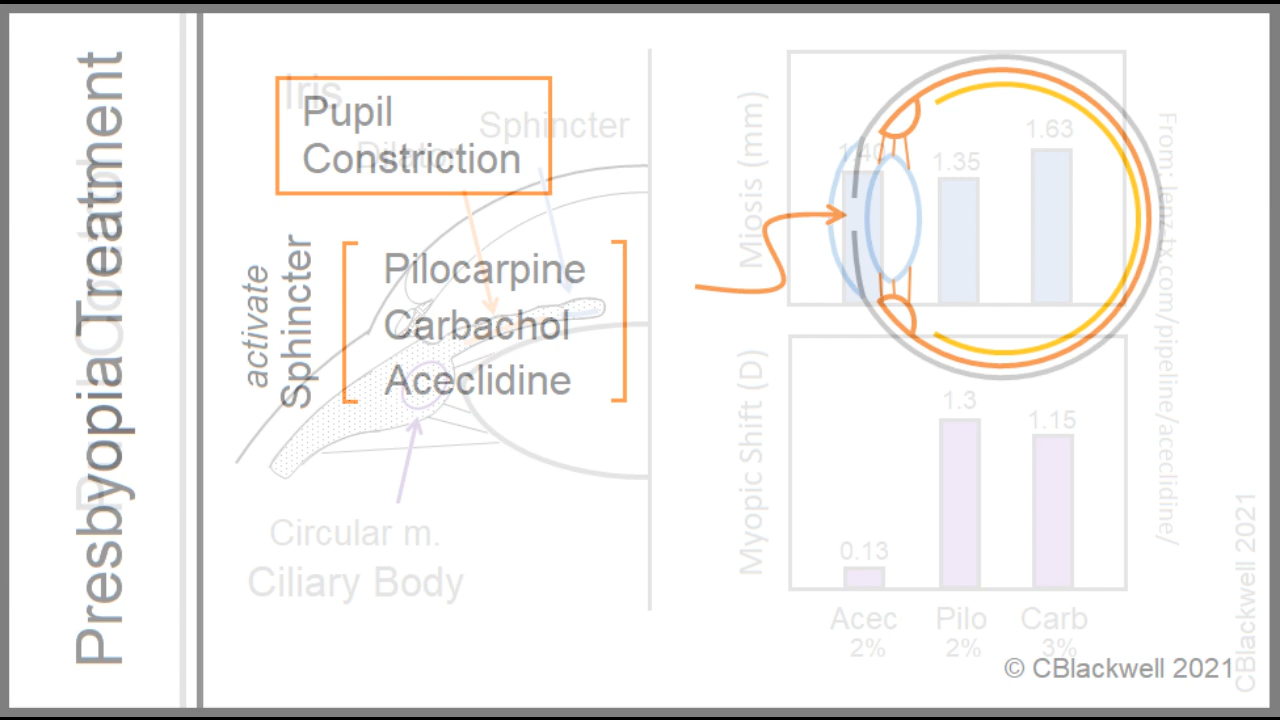 Presbyopia Treatment
Pupil
Constriction
activate
Sphincter
Pilocarpine
Carbachol
Aceclidine
Iris
Sphincter
Circular m.
Ciliary Body
Miosis (mm)
1.40
1.35
1.63
Myopic Shift (D)
0.13
1.3
1.15
Acec
Pilo
Carb
2%
2%
3%
From: lenz-tx.com/pipeline/aceclidine/
CBlackwell 2021
© CBlackwell 2021